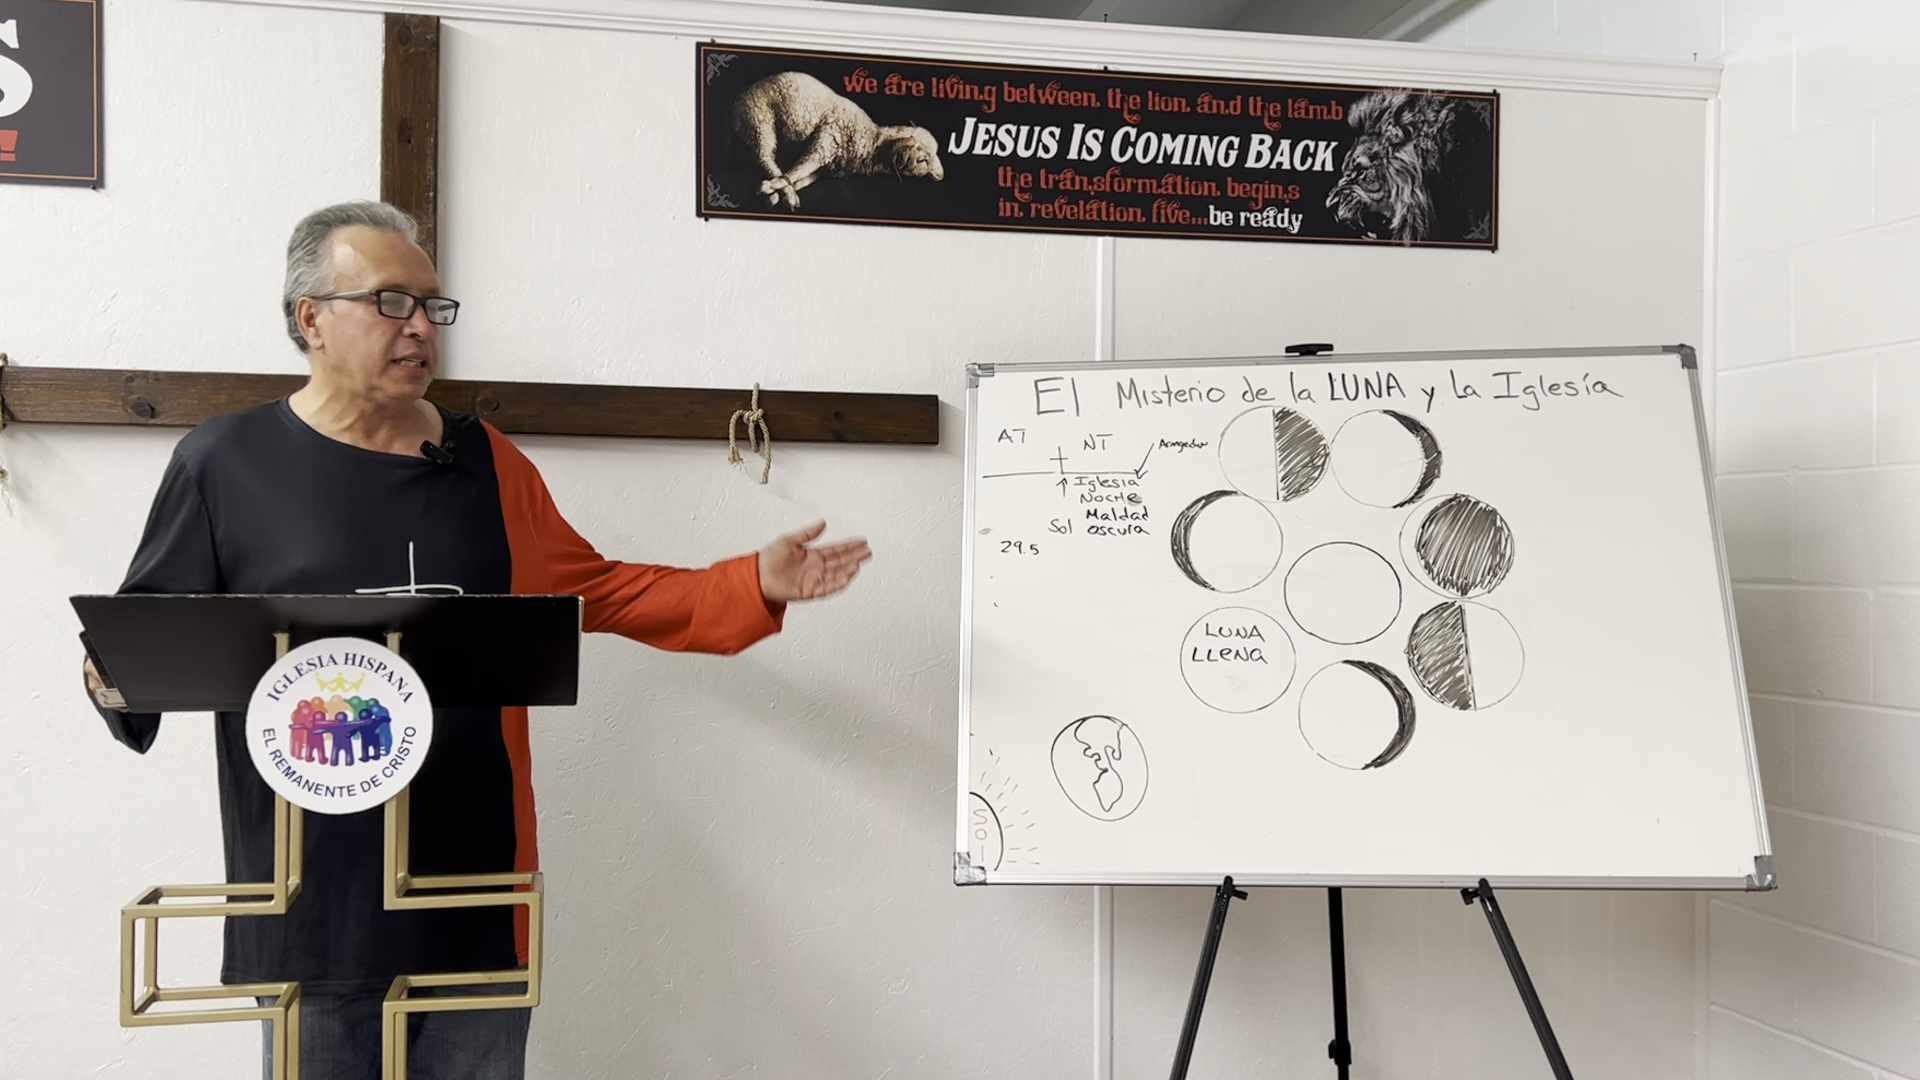 S
!
we are living between the lion and the lamb
JESUS IS COMING BACK
the transformation begins
in revelation five...be ready
El Misterio de la LUNA y La Iglesía
AT
NT
Armgedon
Iglesia
NOCHE
Maldad
Sol oscura
29.5
LUNA
LLENA
SOl
IGLESIA HISPANA
EL REMANENTE DE CRISTO